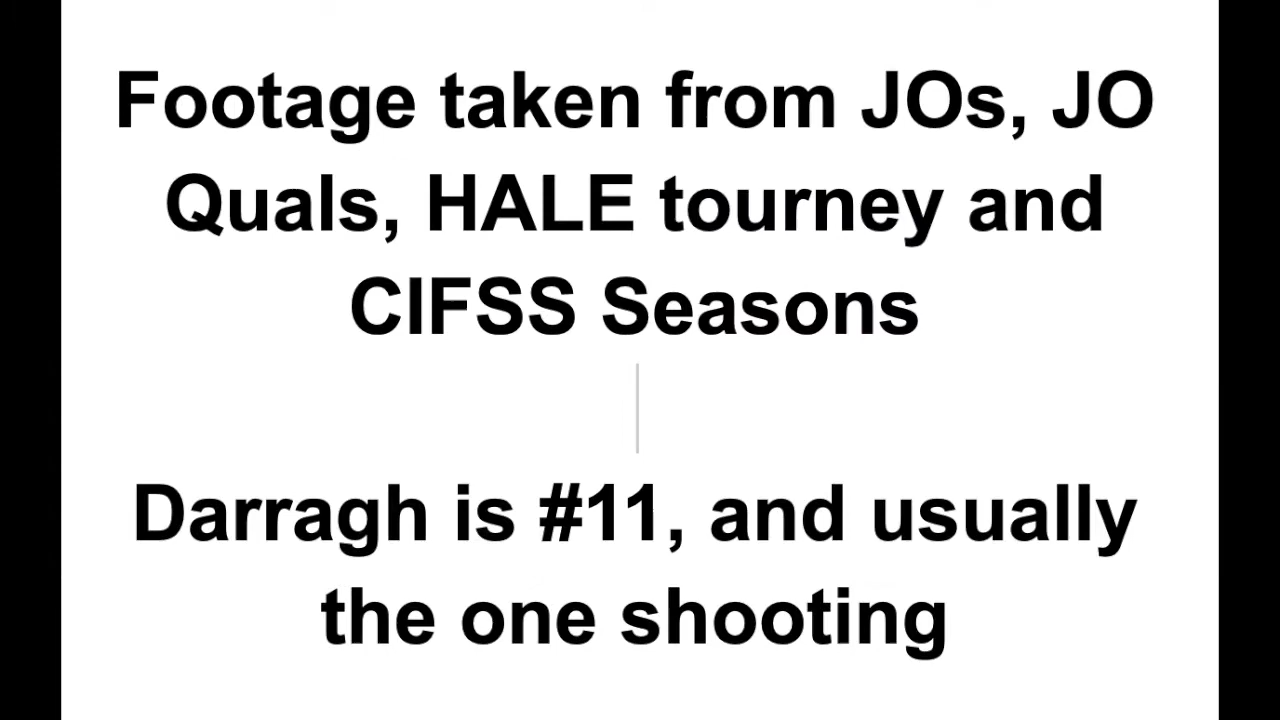 Footage taken from JOs, JO
Quals, HALE tourney and
CIFSS Seasons
Darragh is #11, and usually
the one shooting